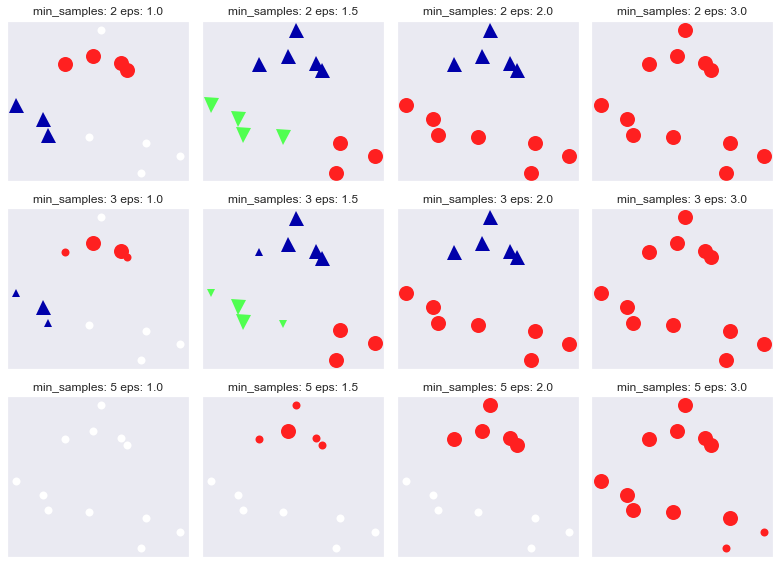 min_samples: 2 eps: 1.0
min_samples: 2 eps: 1.5
min_samples: 2 eps: 2.0
min_samples: 2 eps: 3.0
min_samples: 3 eps: 1.0
min_samples: 3 eps: 1.5
min_samples: 3 eps: 2.0
min_samples: 3 eps: 3.0
min_samples: 5 eps: 1.0
min_samples: 5 eps: 1.5
min_samples: 5 eps: 2.0
min_samples: 5 eps: 3.0